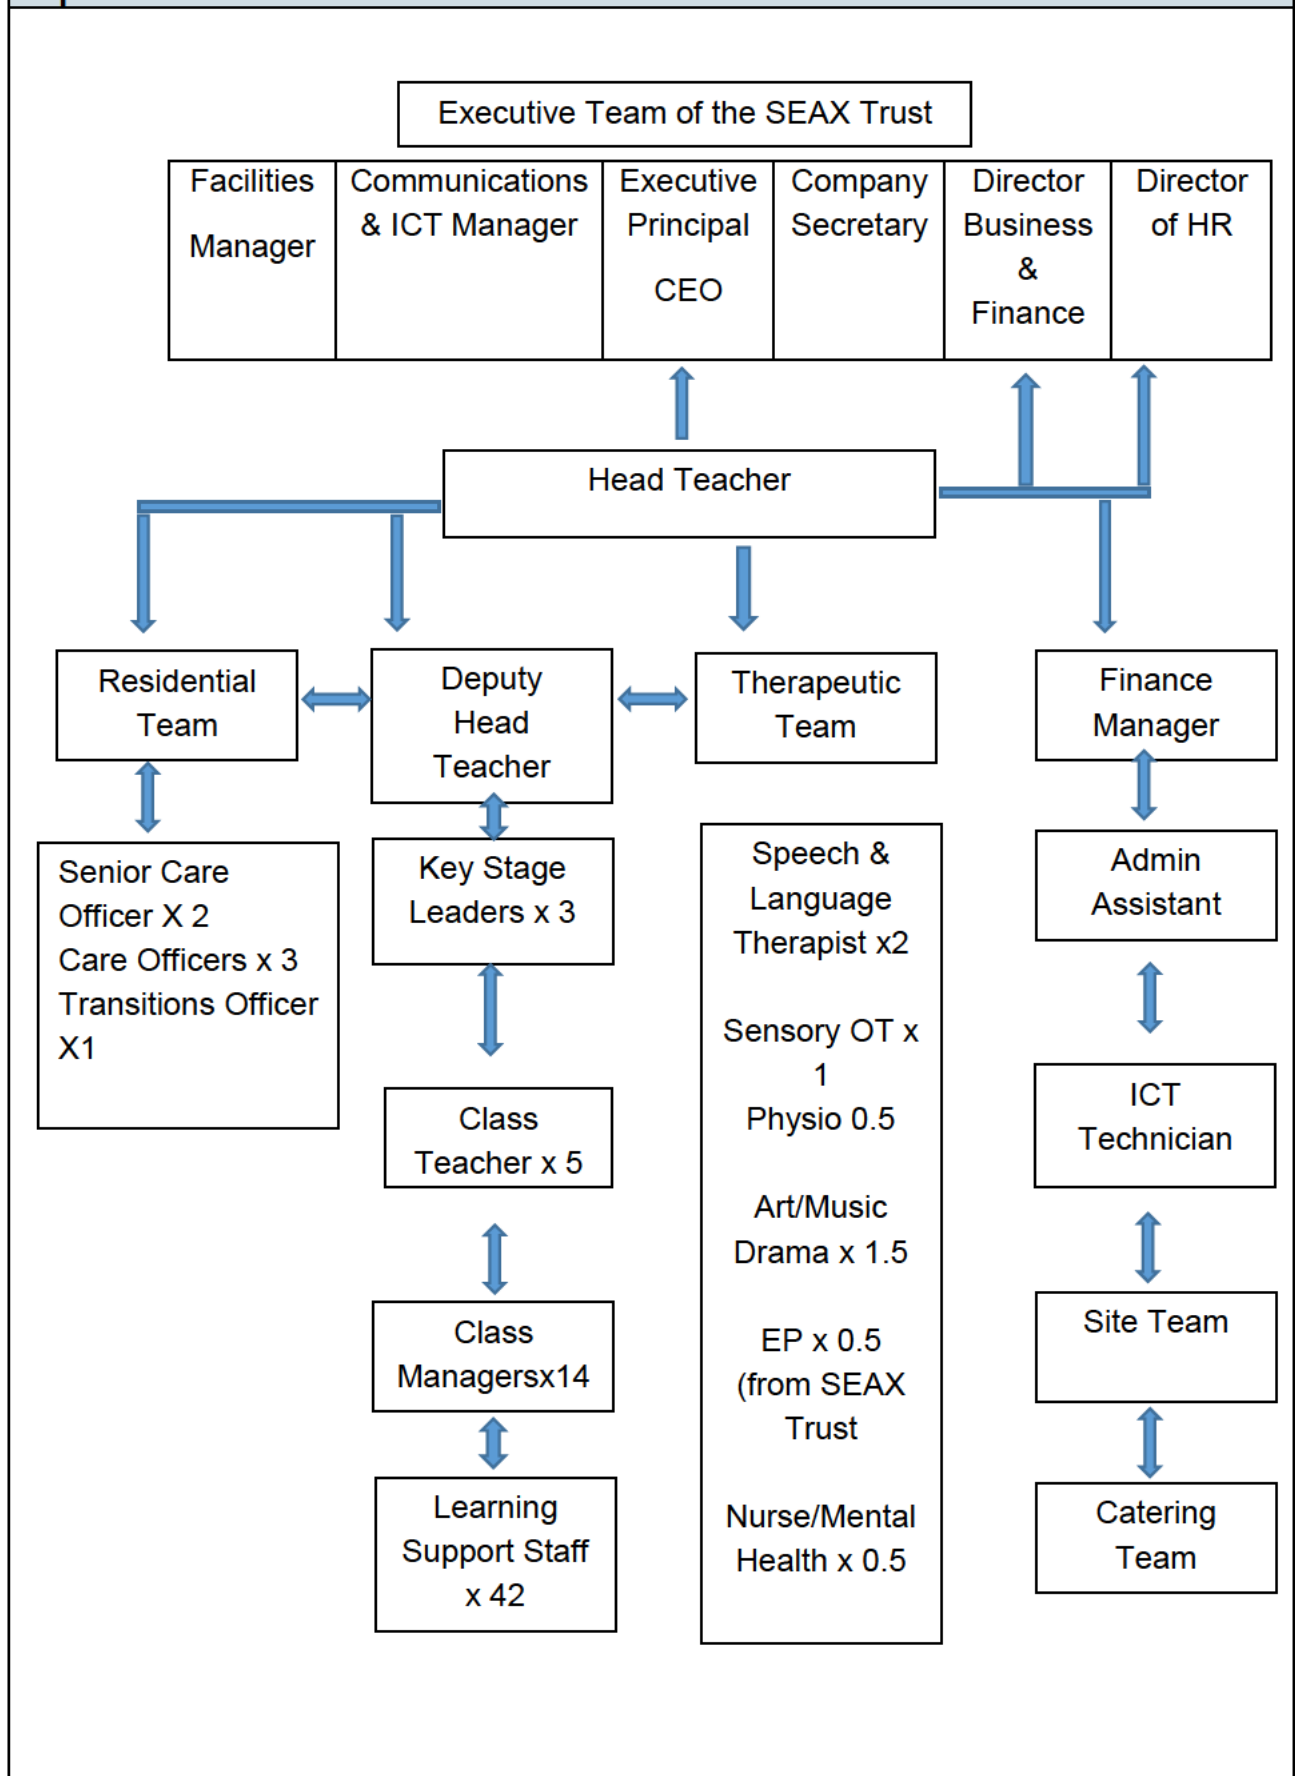 Executive Team of the SEAX Trust
Facilities
Manager
Communications
& ICT Manager
Executive
Principal
CEO
Company
Secretary
Director
Business
&
Finance
Director
of HR
Head Teacher
Residential
Team
Deputy
Head
Teacher
Therapeutic
Team
Finance
Manager
Senior Care
Officer X 2
Care Officers x 3
Transitions Officer
X1
Key Stage
Leaders x 3
Class
Teacher x 5
Class
Managersx14
Learning
Support Staff
x 42
Speech &
Language
Therapist x2
Sensory OT x
1
Physio 0.5
Art/Music
Drama x 1.5
EP x 0.5
(from SEAX
Trust
Nurse/Mental
Health x 0.5
Admin
Assistant
ICT
Technician
Site Team
Catering
Team